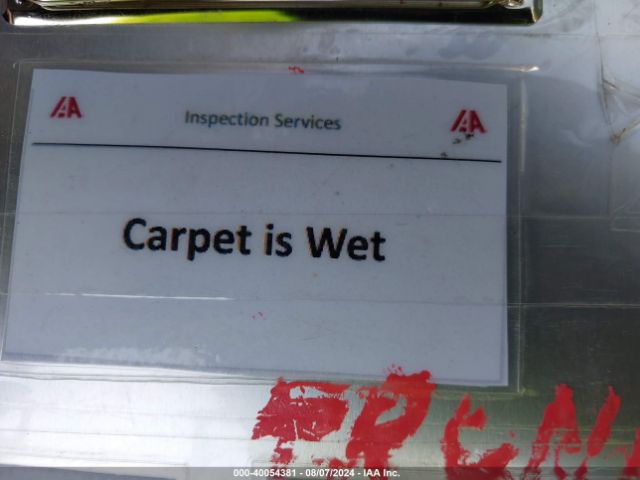 IAA Inspection Services IAA
Carpet is Wet
000-40054381 - 08/07/2024 - IAA Inc.